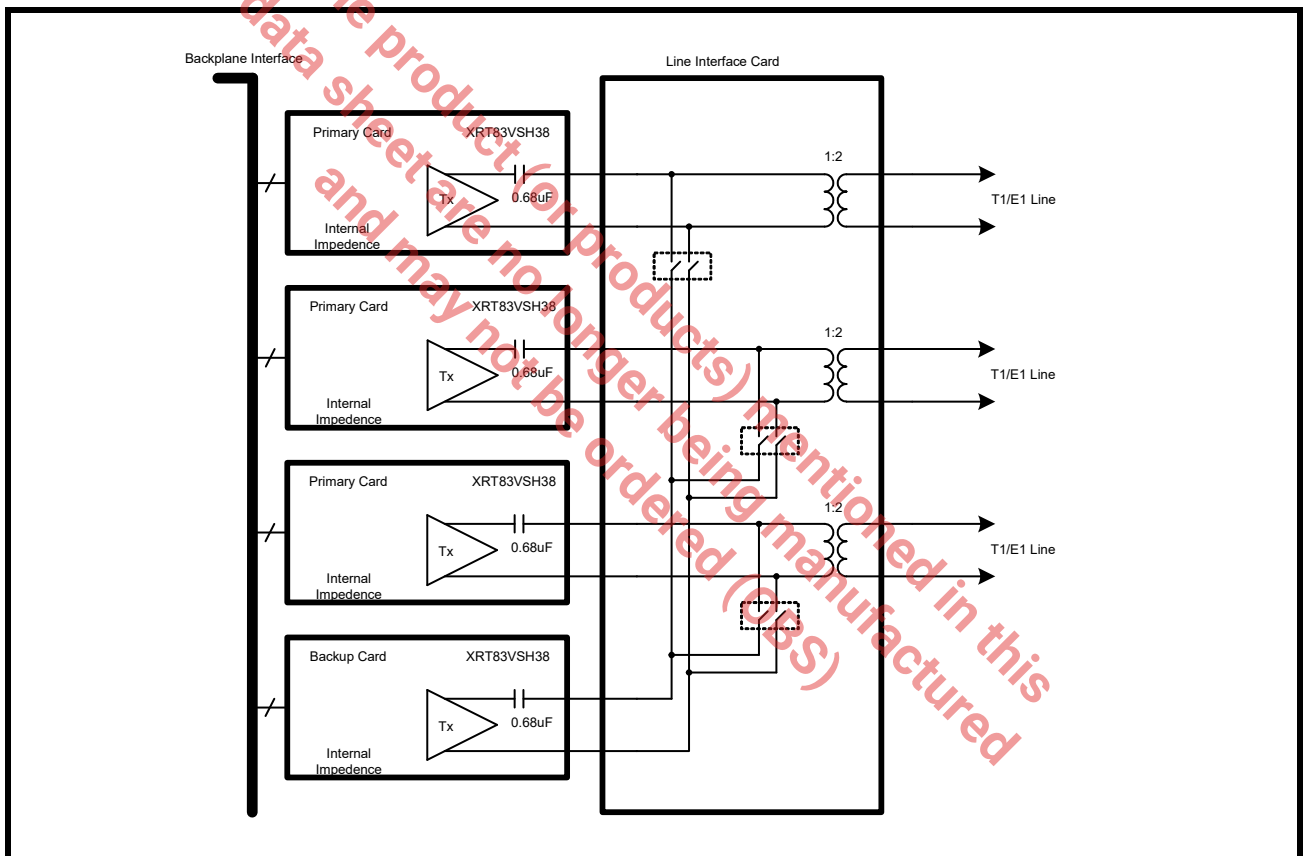 Backplane Interface
Line Interface Card
Primary Card XRT83VSH38
Tx
0.68uF
Internal
Impedence
1:2
T1/E1 Line
Primary Card XRT83VSH38
Tx
0.68uF
Internal
Impedence
1:2
T1/E1 Line
Primary Card XRT83VSH38
Tx
0.68uF
Internal
Impedence
1:2
T1/E1 Line
Backup Card XRT83VSH38
Tx
0.68uF
Internal
Impedence
product (or products) mentioned in this
data sheet are no longer being manufactured
and may not be ordered (OBS)